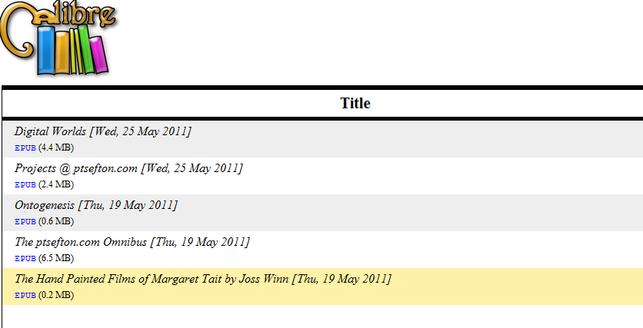 Calibre
Title
Digital Worlds [Wed, 25 May 2011]
EPUB (4.4 MB)
Projects @ ptsefton.com [Wed, 25 May 2011]
EPUB (2.4 MB)
Ontogenesis [Thu, 19 May 2011]
EPUB (0.6 MB)
The ptsefton.com Omnibus [Thu, 19 May 2011]
EPUB (6.5 MB)
The Hand Painted Films of Margaret Tait by Joss Winn [Thu, 19 May 2011]
EPUB (0.2 MB)